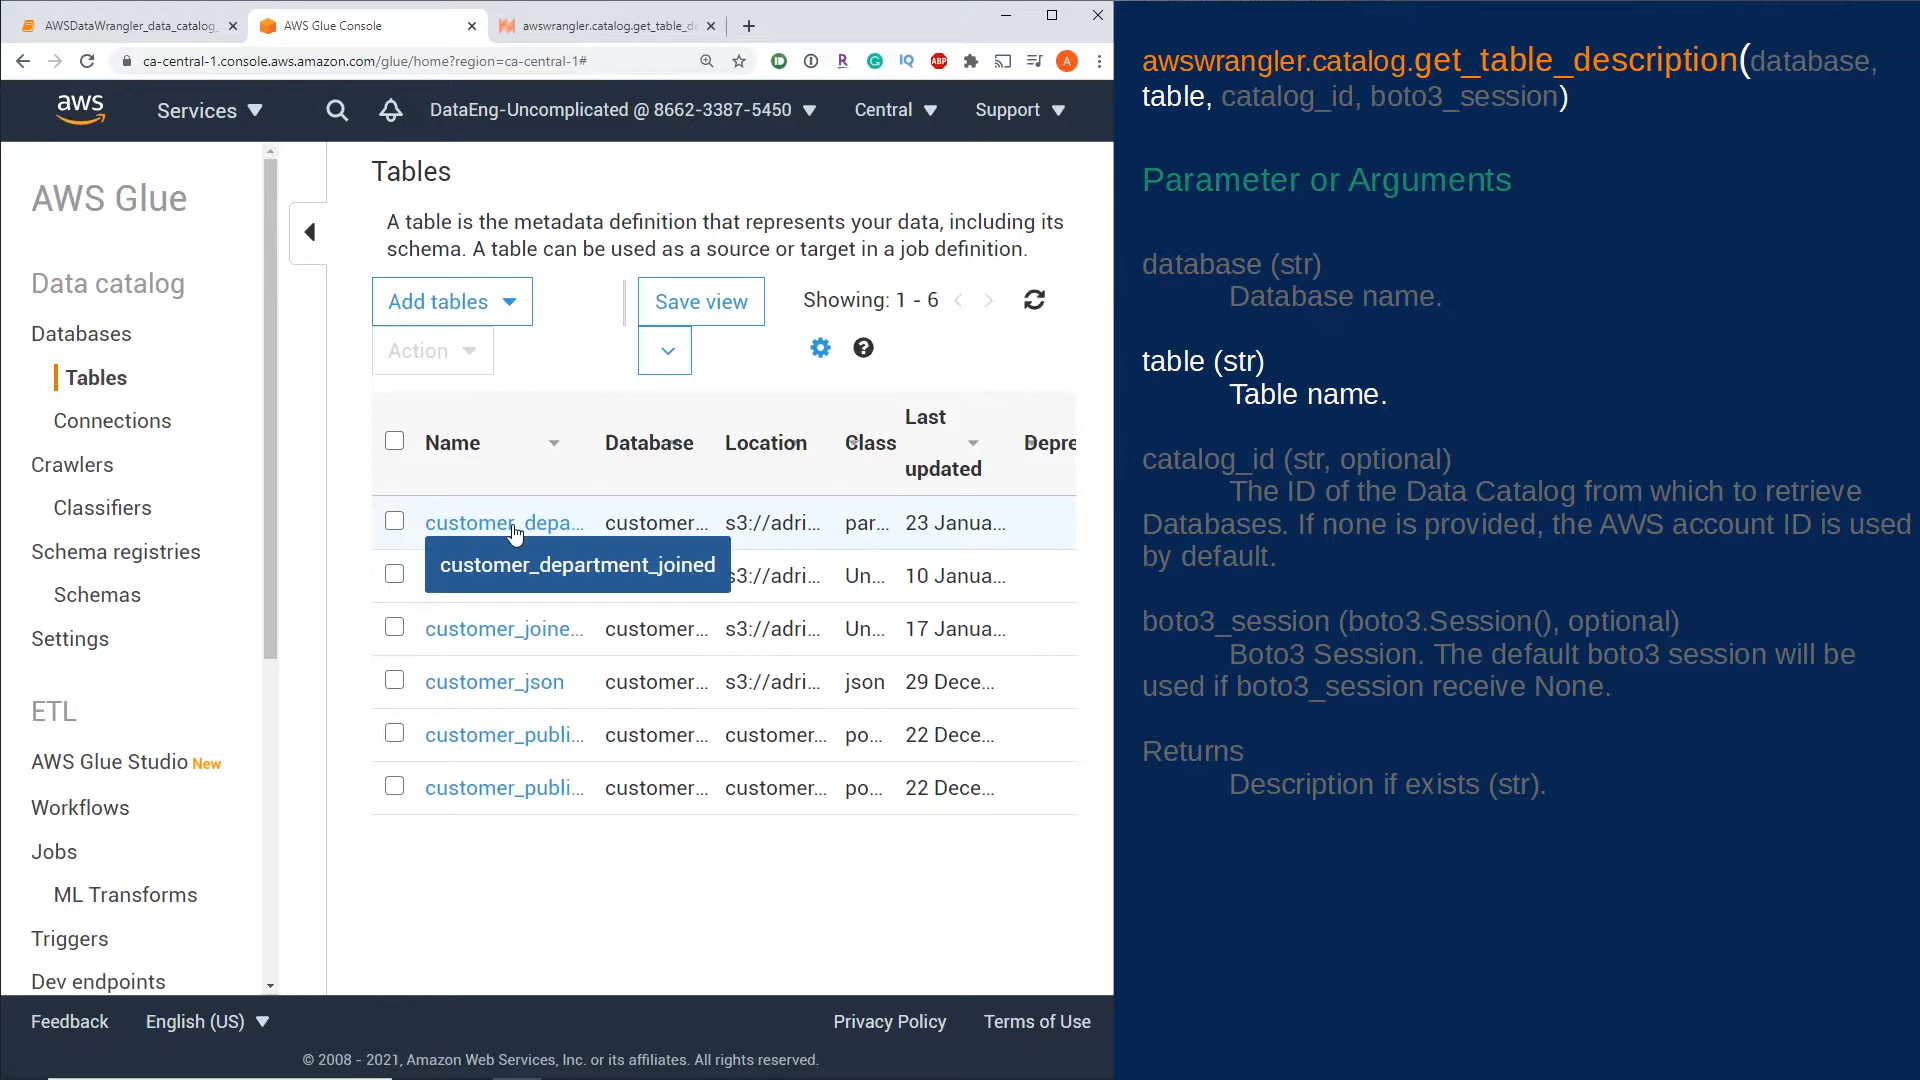 AWSDataWrangler_data_catalog_
AWS Glue Console
awswrangler.catalog.get_table_de
ca-central-1.console.aws.amazon.com/glue/home?region=ca-central-1#
aws
Services
DataEng-Uncomplicated @ 8662-3387-5450
Central
Support
AWS Glue
Data catalog
Databases
Tables
Connections
Crawlers
Classifiers
Schema registries
Schemas
Settings
ETL
AWS Glue Studio New
Workflows
Jobs
ML Transforms
Triggers
Dev endpoints
Tables
A table is the metadata definition that represents your data, including its
schema. A table can be used as a source or target in a job definition.
Add tables
Save view
Showing: 1 - 6
Action
Name Database Location Class Last updated Depre
customer_depa... customer... s3://adri... par... 23 Janua...
customer_department_joined
s3://adri... Un... 10 Janua...
customer_joine... customer... s3://adri... Un... 17 Janua...
customer_json customer... s3://adri... json 29 Dece...
customer_publi... customer... customer... po... 22 Dece...
customer_publi... customer... customer... po... 22 Dece...
Feedback
English (US)
Privacy Policy
Terms of Use
© 2008 - 2021, Amazon Web Services, Inc. or its affiliates. All rights reserved.
awswrangler.catalog.get_table_description(database,
table, catalog_id, boto3_session)
Parameter or Arguments
database (str)
Database name.
table (str)
Table name.
catalog_id (str, optional)
The ID of the Data Catalog from which to retrieve
Databases. If none is provided, the AWS account ID is used
by default.
boto3_session (boto3.Session(), optional)
Boto3 Session. The default boto3 session will be
used if boto3_session receive None.
Returns
Description if exists (str).